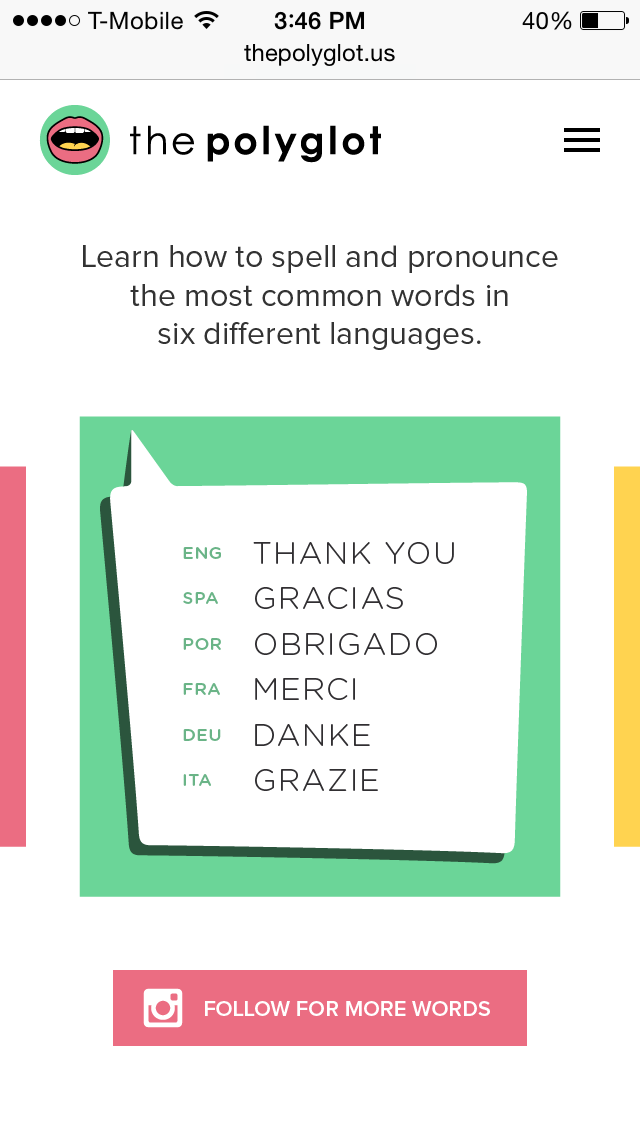 T-Mobile 3:46 PM 40%
thepolyglot.us
the polyglot
Learn how to spell and pronounce
the most common words in
six different languages.
ENG THANK YOU
SPA GRACIAS
POR OBRIGADO
FRA MERCI
DEU DANKE
ITA GRAZIE
FOLLOW FOR MORE WORDS